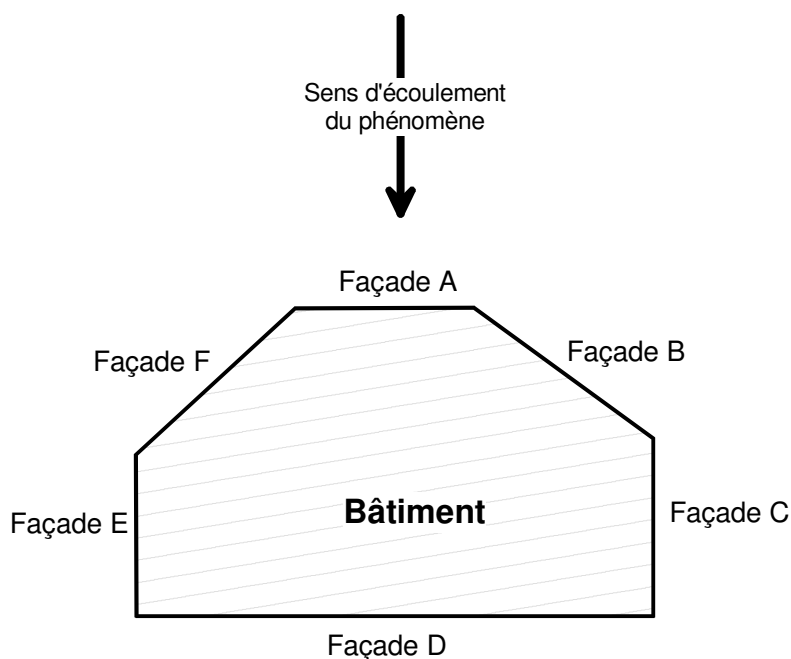 Sens d'écoulement
du phénomène
Façade A
Façade F
Façade B
Bâtiment
Façade E
Façade C
Façade D